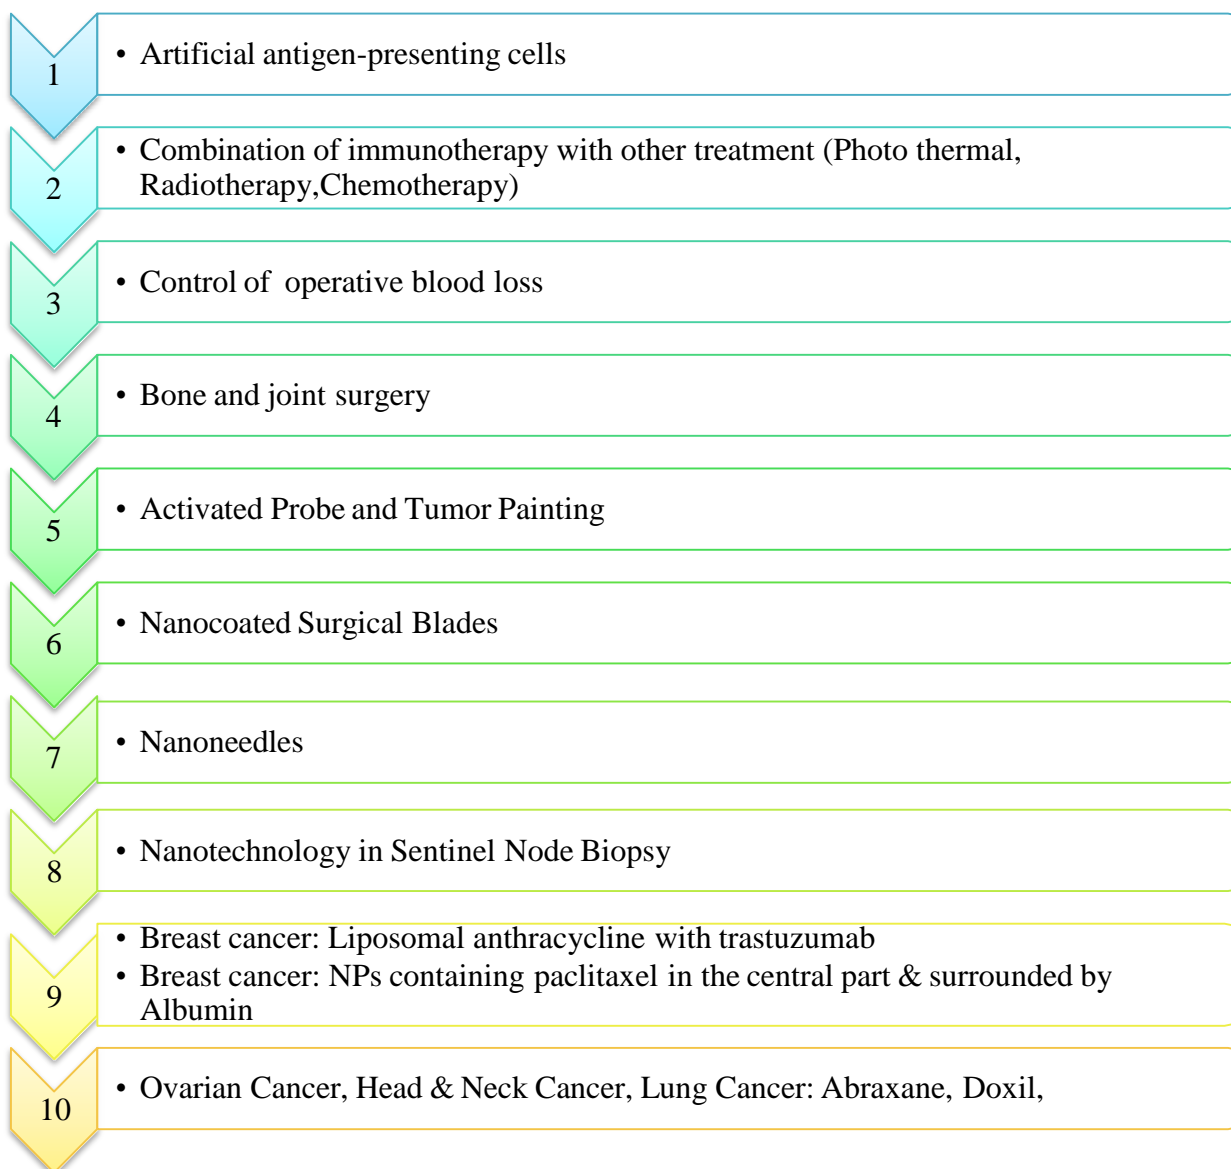 1
• Artificial antigen-presenting cells
2
• Combination of immunotherapy with other treatment (Photo thermal,
Radiotherapy,Chemotherapy)
3
• Control of operative blood loss
4
• Bone and joint surgery
5
• Activated Probe and Tumor Painting
6
• Nanocoated Surgical Blades
7
• Nanoneedles
8
• Nanotechnology in Sentinel Node Biopsy
9
• Breast cancer: Liposomal anthracycline with trastuzumab
• Breast cancer: NPs containing paclitaxel in the central part & surrounded by
Albumin
10
• Ovarian Cancer, Head & Neck Cancer, Lung Cancer: Abraxane, Doxil,